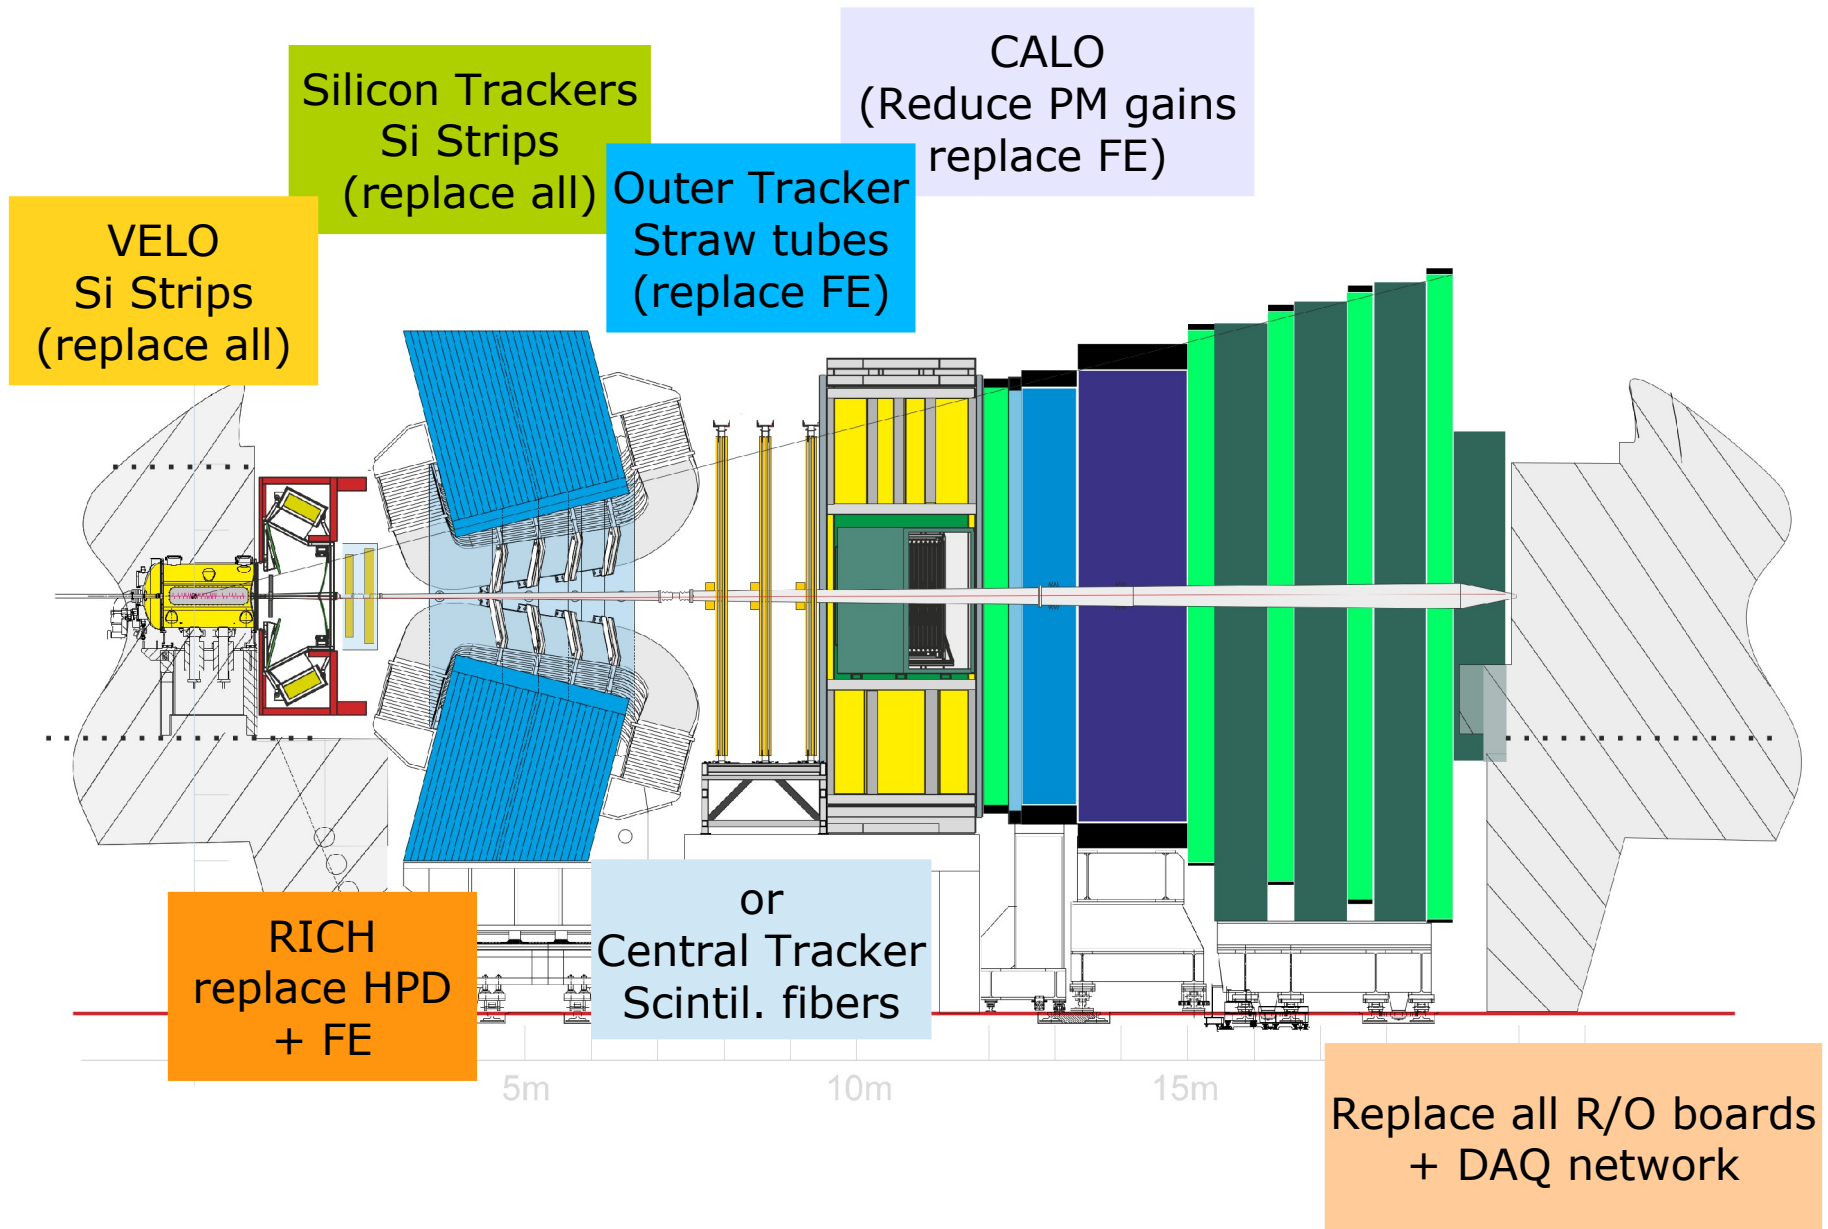 CALO
(Reduce PM gains
replace FE)
Silicon Trackers
Si Strips
(replace all)
Outer Tracker
Straw tubes
(replace FE)
VELO
Si Strips
(replace all)
or
Central Tracker
Scintil. fibers
RICH
replace HPD
+ FE
5m
10m
15m
Replace all R/O boards
+ DAQ network